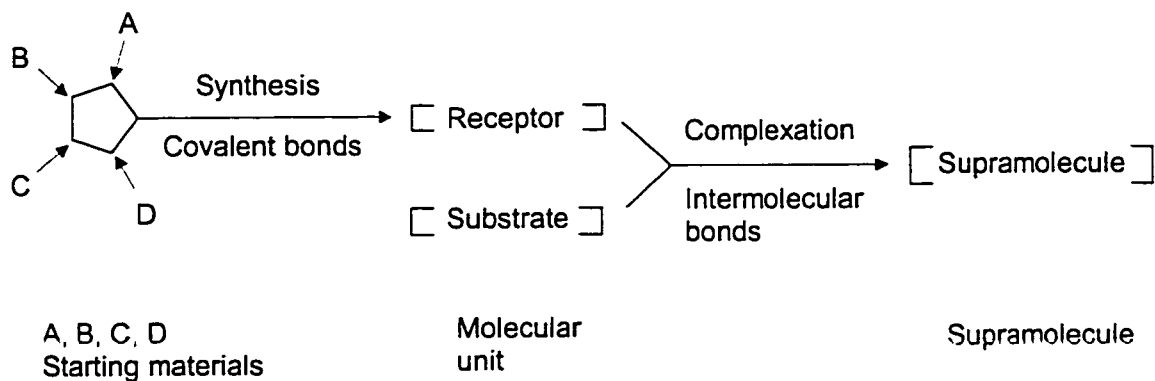 A
B
Synthesis
[ Receptor ]
Complexation
Covalent bonds
[ Supramolecule ]
C
D
[ Substrate ]
Intermolecular
bonds
A, B, C, D
Starting materials
Molecular
unit
Supramolecule